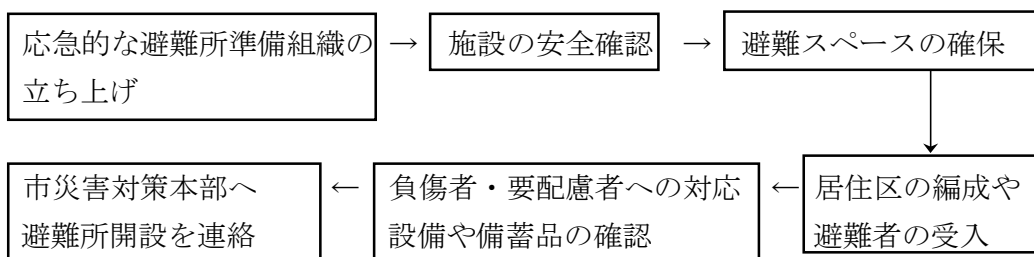 応急的な避難所準備組織の
立ち上げ
→
施設の安全確認
→
避難スペースの確保
居住区の編成や
避難者の受入
←
負傷者・要配慮者への対応
設備や備蓄品の確認
←
市災害対策本部へ
避難所開設を連絡